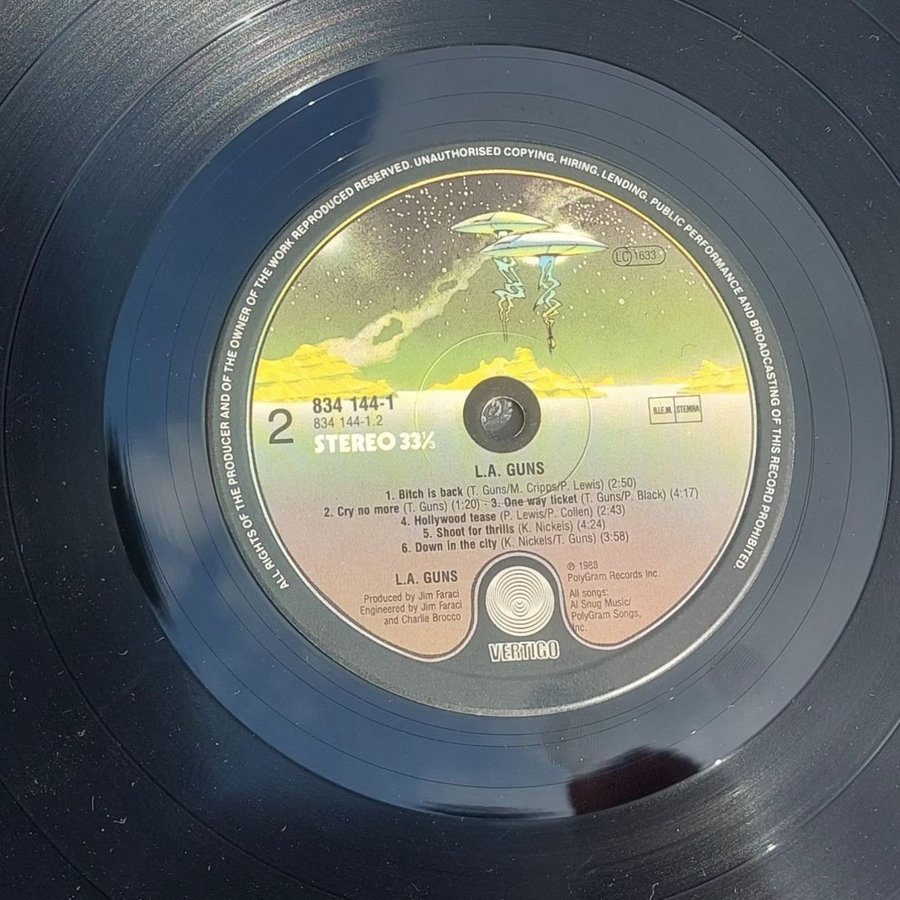 ALL RIGHTS OF THE PRODUCER AND OF THE OWNER OF THE WORK REPRODUCED RESERVED. UNAUTHORISED COPYING, HIRING, LENDING, PUBLIC PERFORMANCE AND BROADCASTING OF THIS RECORD PROHIBITED.
LC 1633
2
834 144-1
834 144-1.2
STEREO 33⅓
B.I.E.M. STEMRA
L.A. GUNS
1. Bitch is back (T. Guns/M. Cripps/P. Lewis) (2:50)
2. Cry no more (T. Guns) (1:20) - 3. One way ticket (T. Guns/P. Black) (4:17)
4. Hollywood tease (P. Lewis/P. Collen) (2:43)
5. Shoot for thrills (K. Nickels) (4:24)
6. Down in the city (K. Nickels/T. Guns) (3:58)
L.A. GUNS
Produced by Jim Faraci
Engineered by Jim Faraci
and Charlie Brocco
℗ 1988
PolyGram Records Inc.
All songs:
Al Snug Music/
PolyGram Songs,
Inc.
VERTIGO